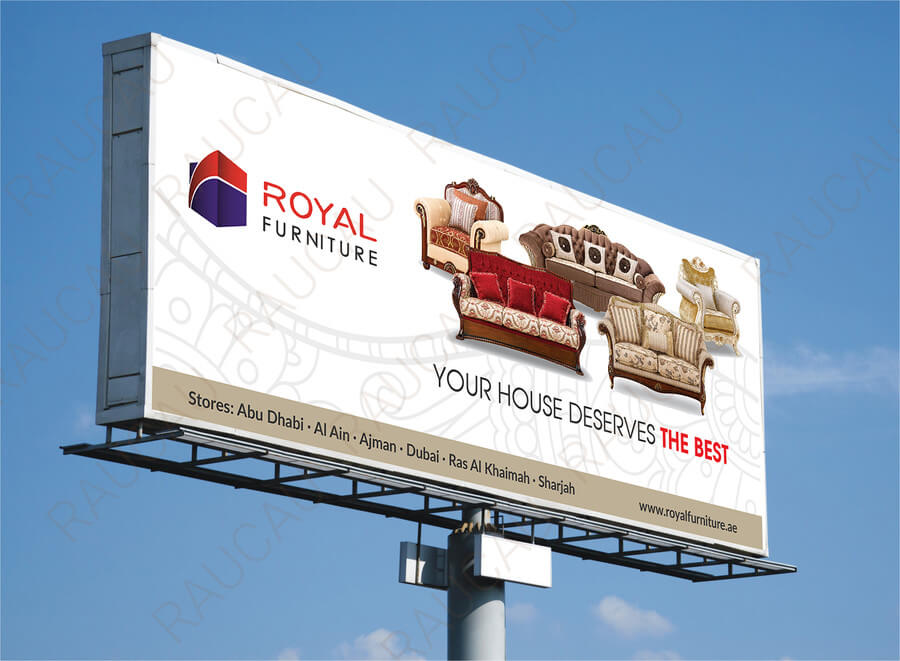 ROYAL
FURNITURE
YOUR HOUSE DESERVES THE BEST
Stores: Abu Dhabi · Al Ain · Ajman · Dubai · Ras Al Khaimah · Sharjah
www.royalfurniture.ae
RAUCAU